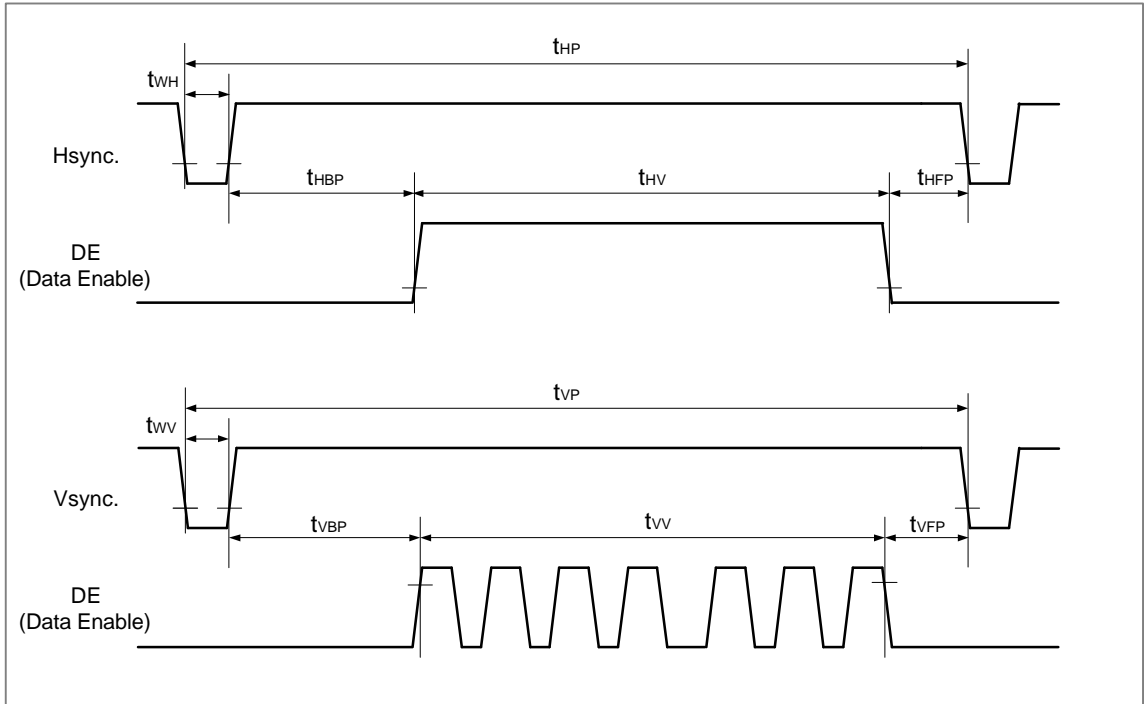 tHP
tWH
Hsync.
tHBP
tHV
tHFP
DE
(Data Enable)
tVP
tWV
Vsync.
tVBP
tVV
tVFP
DE
(Data Enable)